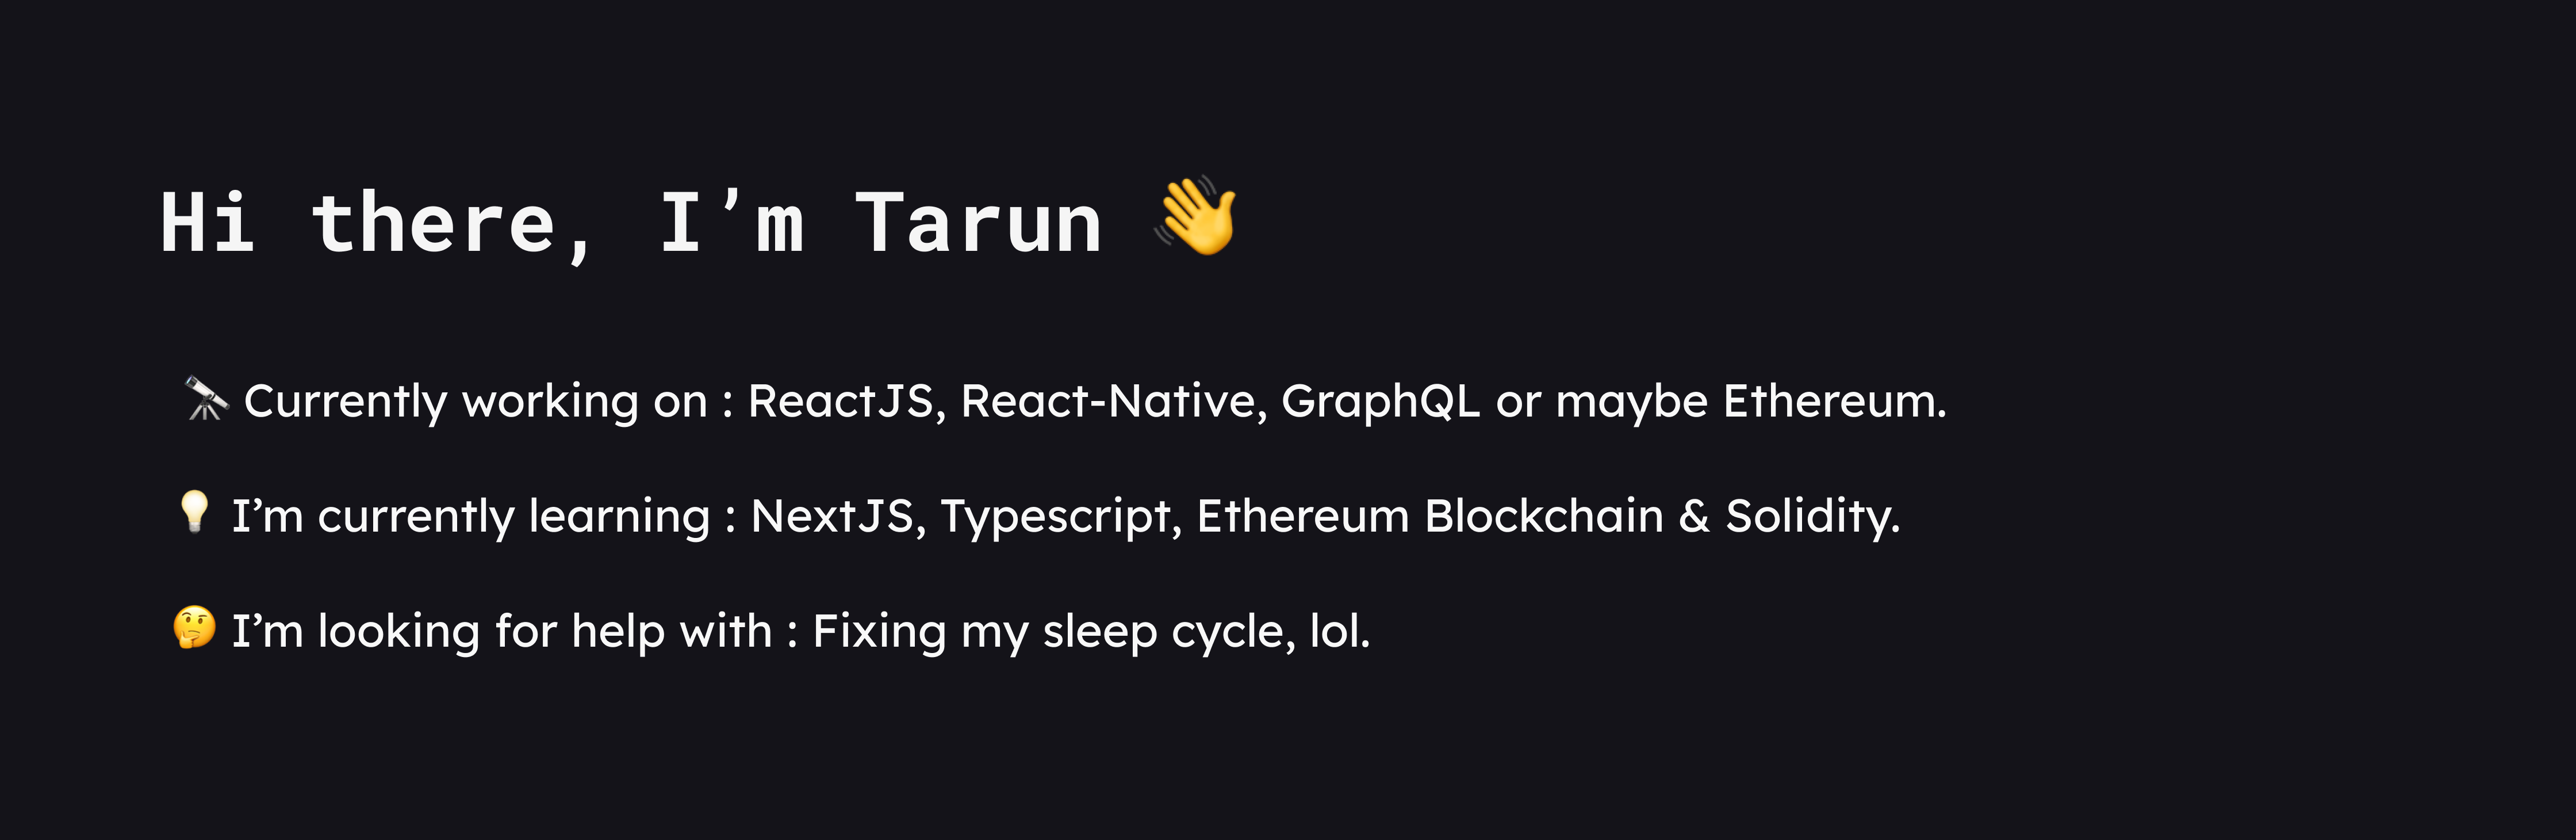 Hi there, I’m Tarun 👋
🔭 Currently working on : ReactJS, React-Native, GraphQL or maybe Ethereum.
💡 I’m currently learning : NextJS, Typescript, Ethereum Blockchain & Solidity.
🤔 I’m looking for help with : Fixing my sleep cycle, lol.